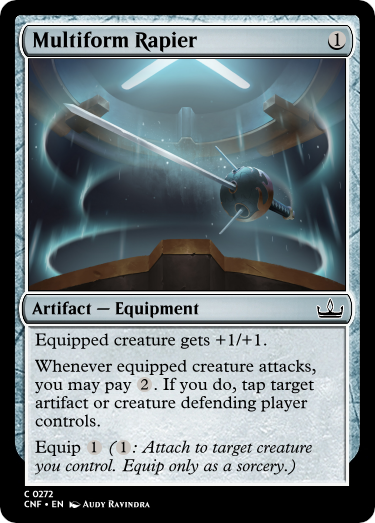 Multiform Rapier 1
Artifact — Equipment
Equipped creature gets +1/+1.
Whenever equipped creature attacks,
you may pay 2. If you do, tap target
artifact or creature defending player
controls.
Equip 1 (1: Attach to target creature
you control. Equip only as a sorcery.)
C 0272
CNF • EN Audy Ravindra